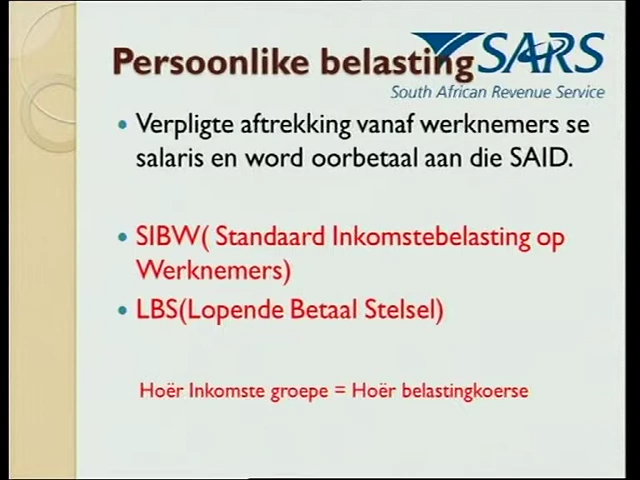 Persoonlike belasting
SARS
South African Revenue Service
• Verpligte aftrekking vanaf werknemers se
salaris en word oorbetaal aan die SAID.
• SIBW( Standaard Inkomstebelasting op
Werknemers)
• LBS(Lopende Betaal Stelsel)
Hoër Inkomste groepe = Hoër belastingkoerse